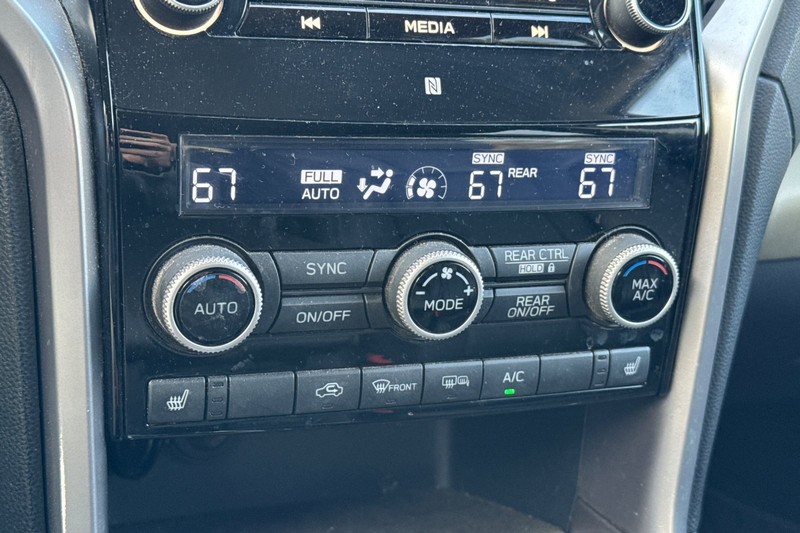 MEDIA
N
67
FULL
AUTO
SYNC
67
REAR
SYNC
67
AUTO
SYNC
ON/OFF
MODE
- +
REAR CTRL
HOLD
REAR
ON/OFF
MAX
A/C
FRONT
A/C